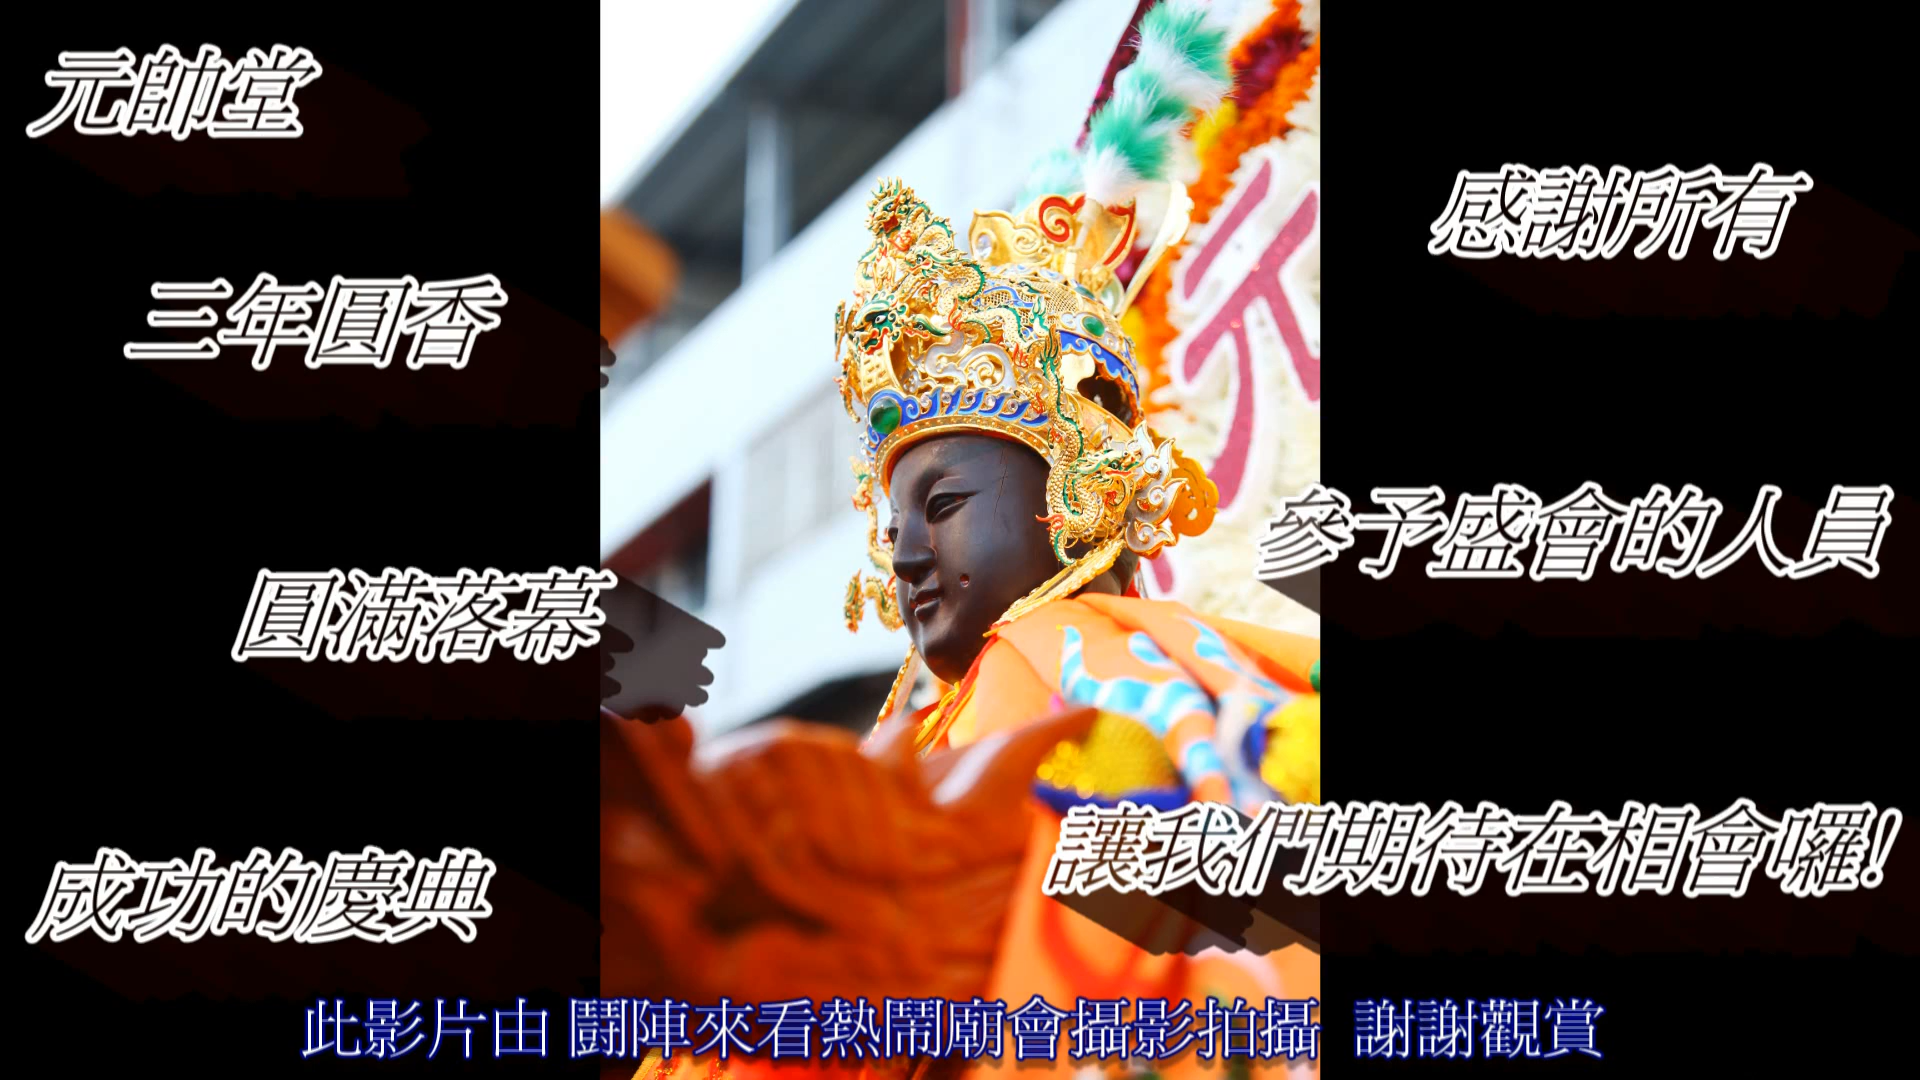 元帥堂
三年圓香
圓滿落幕
成功的慶典
感謝所有
參予盛會的人員
讓我們期待在相會囉!
元
此影片由 鬪陣來看熱鬧廟會攝影拍攝 謝謝觀賞